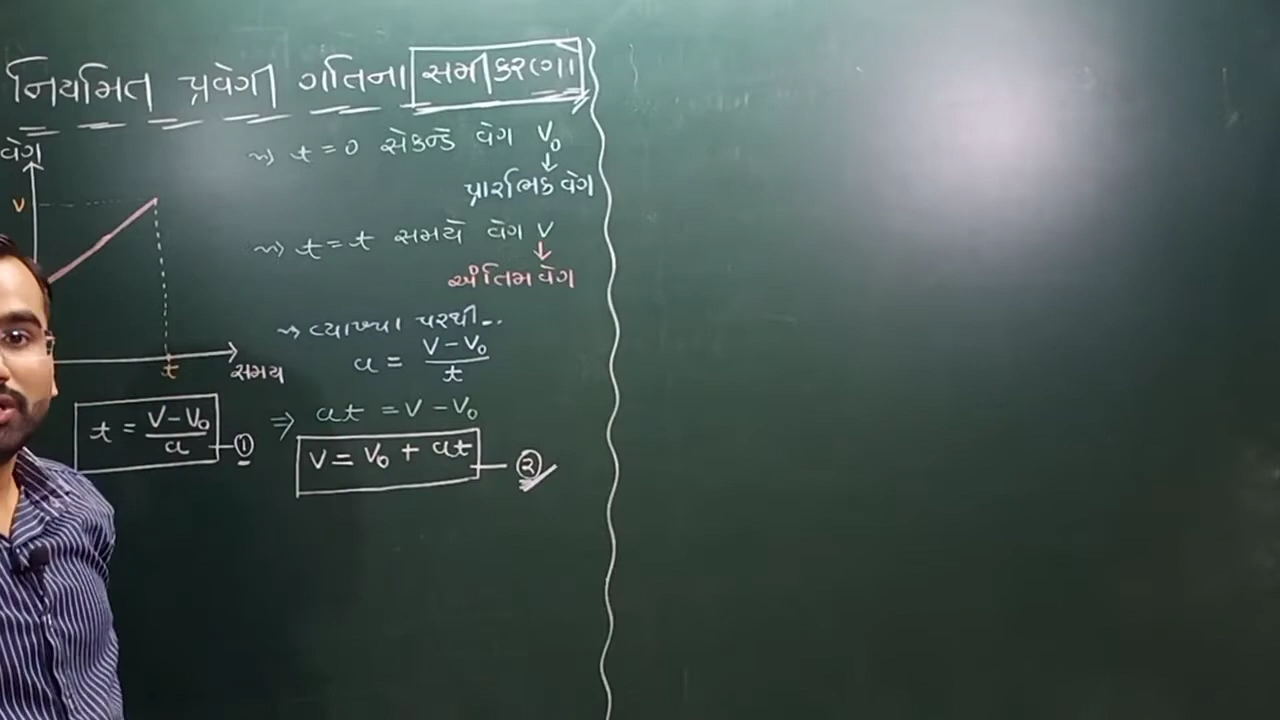 નિયમિત પ્રવેગી ગતિના સમીકરણો
વેગ
V
t
સમય
⇝ t = 0 સેકન્ડે વેગ V₀
↓
પ્રારંભિક વેગ
⇝ t = t સમયે વેગ V
↓
અંતિમ વેગ
⇝ વ્યાખ્યા પરથી...
a = (V - V₀)/t
⇒ at = V - V₀
t = (V - V₀)/a — ①
V = V₀ + at — ②